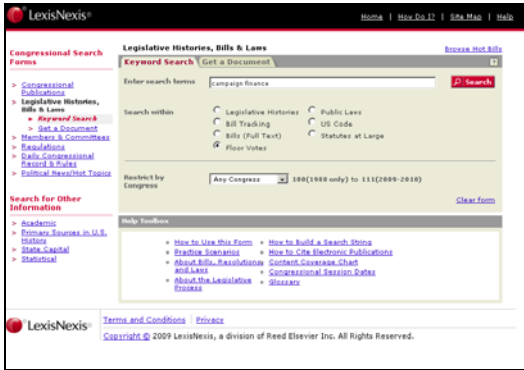 LexisNexis®
Home | How Do I? | Site Map | Help
Congressional Search Forms
> Congressional Publications
> Legislative Histories, Bills & Laws
» Keyword Search
> Get a Document
> Members & Committees
> Regulations
> Daily Congressional Record & Rules
> Political News/Hot Topics
Search for Other Information
> Academic
> Primary Sources in U.S. History
> State Capital
> Statistical
Legislative Histories, Bills & Laws
Browse Hot Bills
Keyword Search Get a Document
?
Enter search terms
campaign finance
Search
Search within
Legislative Histories
Public Laws
Bill Tracking
US Code
Bills (Full Text)
Statutes at Large
Floor Votes
Restrict by Congress
Any Congress
100(1988 only) to 111(2009-2010)
Clear form
Help Toolbox
How to Use this Form
Practice Scenarios
About Bills, Resolutions and Laws
About the Legislative Process
How to Build a Search String
How to Cite Electronic Publications
Content Coverage Chart
Congressional Session Dates
Glossary
LexisNexis®
Terms and Conditions | Privacy
Copyright © 2009 LexisNexis, a division of Reed Elsevier Inc. All Rights Reserved.